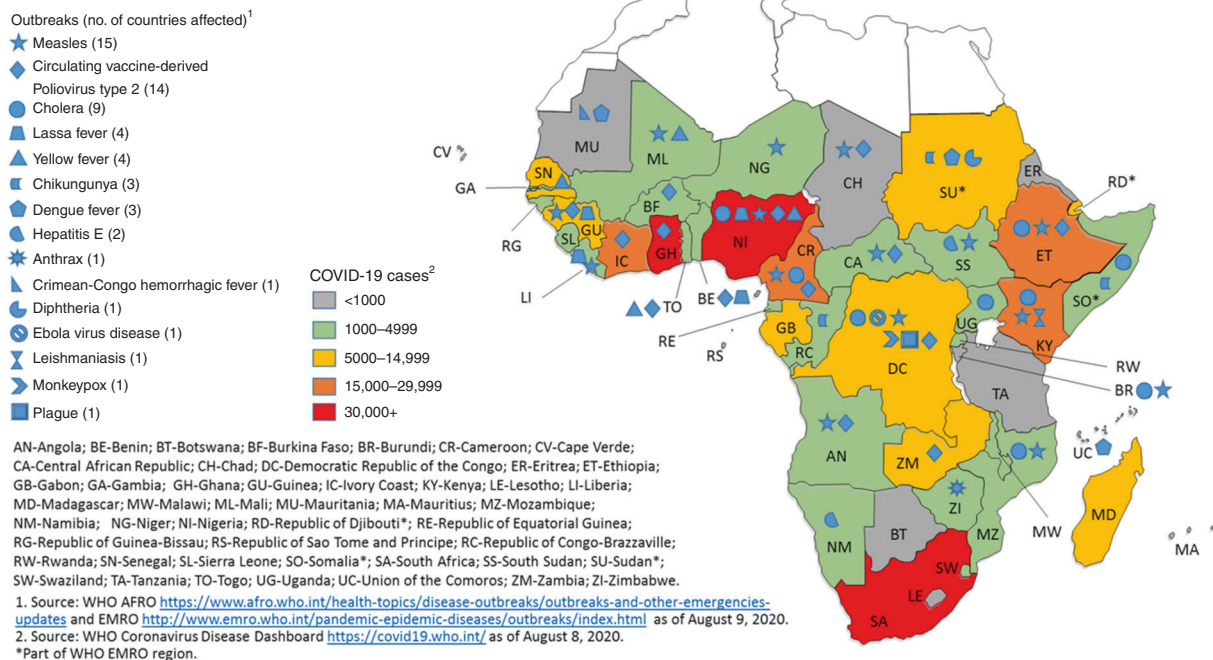 Outbreaks (no. of countries affected)1
Measles (15)
Circulating vaccine-derived
Poliovirus type 2 (14)
Cholera (9)
Lassa fever (4)
Yellow fever (4)
Chikungunya (3)
Dengue fever (3)
Hepatitis E (2)
Anthrax (1)
Crimean-Congo hemorrhagic fever (1)
Diphtheria (1)
Ebola virus disease (1)
Leishmaniasis (1)
Monkeypox (1)
Plague (1)
COVID-19 cases2
<1000
1000–4999
5000–14,999
15,000–29,999
30,000+
CV
MU
ML
NG
CH
SU*
ER
RD*
SN
GA
RG
GU
SL
LI
IC
BF
GH
TO
BE
NI
CR
CA
SS
ET
SO*
RE
RS
GB
RC
DC
UG
KY
RW
BR
TA
UC
AN
ZM
MW
MD
MA
NM
BT
ZI
MZ
SW
LE
SA
AN-Angola; BE-Benin; BT-Botswana; BF-Burkina Faso; BR-Burundi; CR-Cameroon; CV-Cape Verde;
CA-Central African Republic; CH-Chad; DC-Democratic Republic of the Congo; ER-Eritrea; ET-Ethiopia;
GB-Gabon; GA-Gambia; GH-Ghana; GU-Guinea; IC-Ivory Coast; KY-Kenya; LE-Lesotho; LI-Liberia;
MD-Madagascar; MW-Malawi; ML-Mali; MU-Mauritania; MA-Mauritius; MZ-Mozambique;
NM-Namibia; NG-Niger; NI-Nigeria; RD-Republic of Djibouti*; RE-Republic of Equatorial Guinea;
RG-Republic of Guinea-Bissau; RS-Republic of Sao Tome and Principe; RC-Republic of Congo-Brazzaville;
RW-Rwanda; SN-Senegal; SL-Sierra Leone; SO-Somalia*; SA-South Africa; SS-South Sudan; SU-Sudan*;
SW-Swaziland; TA-Tanzania; TO-Togo; UG-Uganda; UC-Union of the Comoros; ZM-Zambia; ZI-Zimbabwe.
1. Source: WHO AFRO https://www.afro.who.int/health-topics/disease-outbreaks/outbreaks-and-other-emergencies-
updates and EMRO http://www.emro.who.int/pandemic-epidemic-diseases/outbreaks/index.html as of August 9, 2020.
2. Source: WHO Coronavirus Disease Dashboard https://covid19.who.int/ as of August 8, 2020.
*Part of WHO EMRO region.